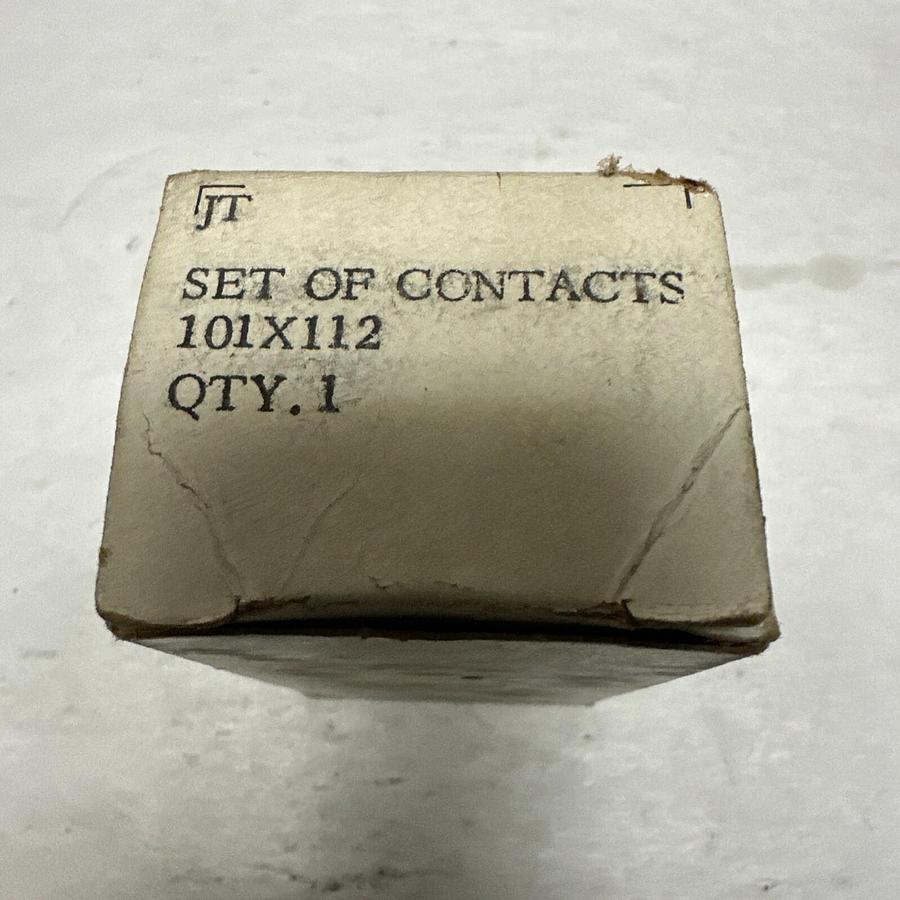 JT
SET OF CONTACTS
101X112
QTY. 1